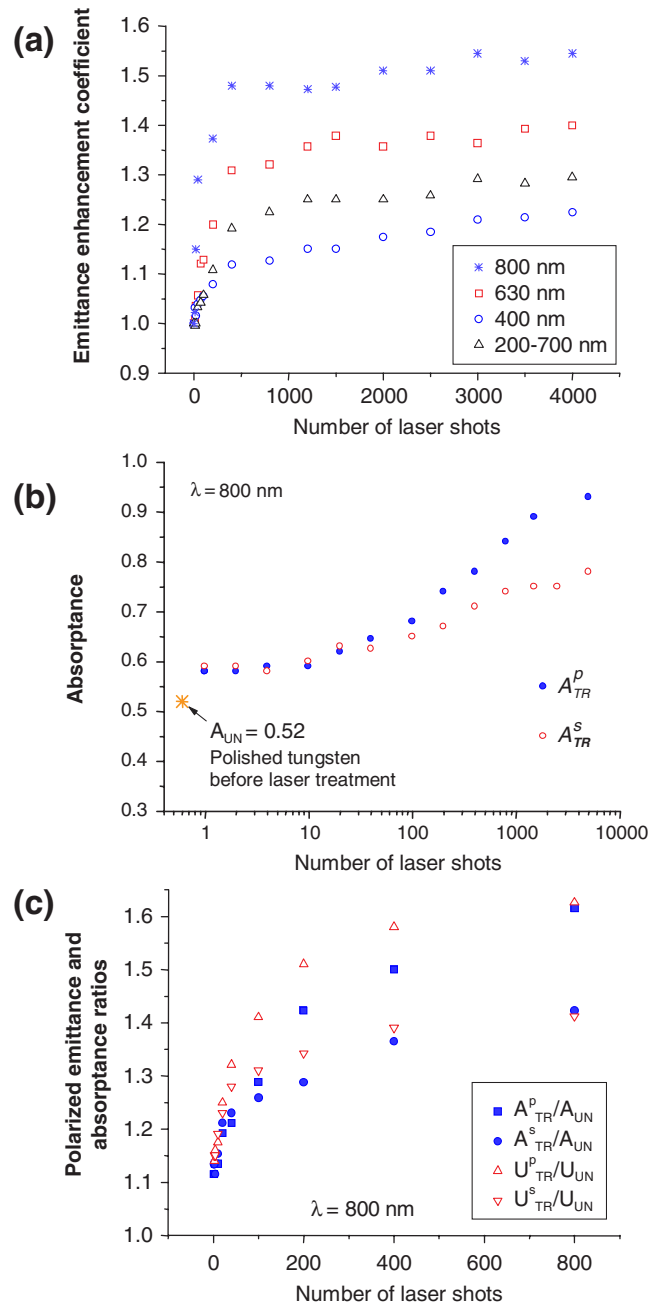 (a)
Emittance enhancement coefficient
1.6
1.5
1.4
1.3
1.2
1.1
1.0
0.9
800 nm
630 nm
400 nm
200-700 nm
0 1000 2000 3000 4000
Number of laser shots
(b)
Absorptance
1.0
0.9
0.8
0.7
0.6
0.5
0.4
0.3
λ = 800 nm
A_UN = 0.52
Polished tungsten
before laser treatment
A^p_TR
A^s_TR
1 10 100 1000 10000
Number of laser shots
(c)
Polarized emittance and
absorptance ratios
1.6
1.5
1.4
1.3
1.2
1.1
1.0
A^p_TR/A_UN
A^s_TR/A_UN
U^p_TR/U_UN
U^s_TR/U_UN
λ = 800 nm
0 200 400 600 800
Number of laser shots